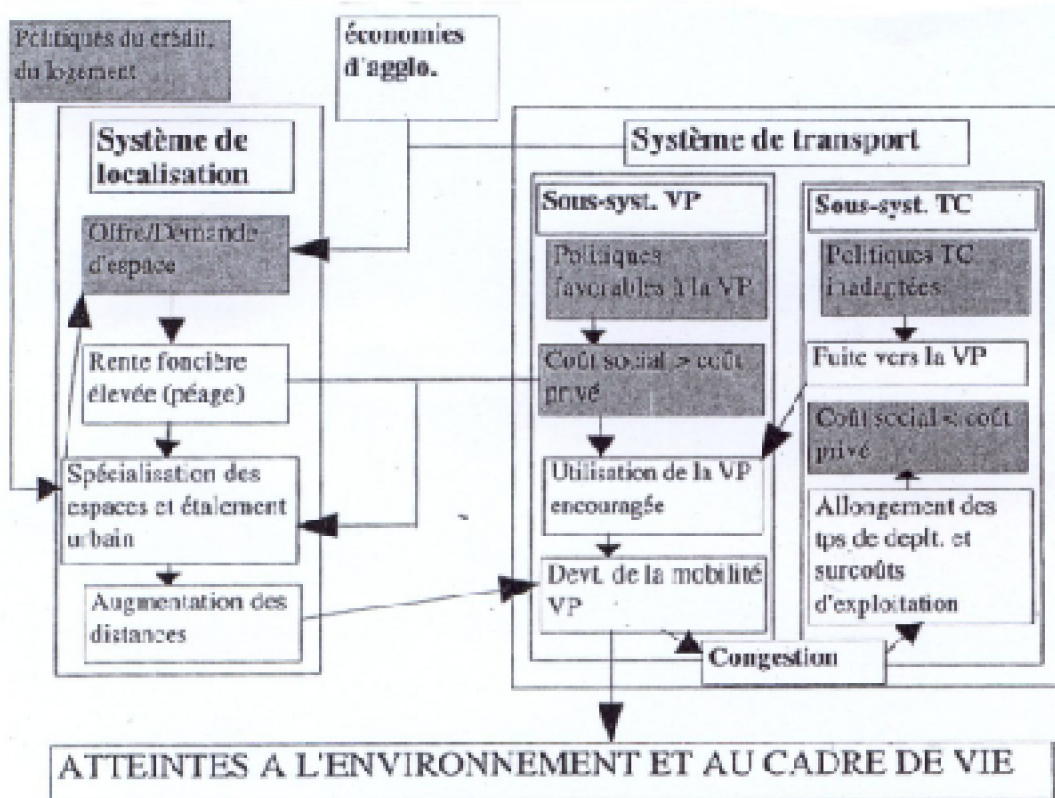 Politiques du crédit,
du logement
économies
d'agglo.
Système de
localisation
Offre/Demande
d'espace
Rente foncière
élevée (péage)
Spécialisation des
espaces et étalement
urbain
Augmentation des
distances
Système de transport
Sous-syst. VP
Politiques
favorables à la VP
Coût social > coût
privé
Utilisation de la VP
encouragée
Devt. de la mobilité
VP
Sous-syst. TC
Politiques TC
inadaptées
Fuite vers la VP
Coût social < coût
privé
Allongement des
tps de deplt. et
surcoûts
d'exploitation
Congestion
ATTEINTES A L'ENVIRONNEMENT ET AU CADRE DE VIE